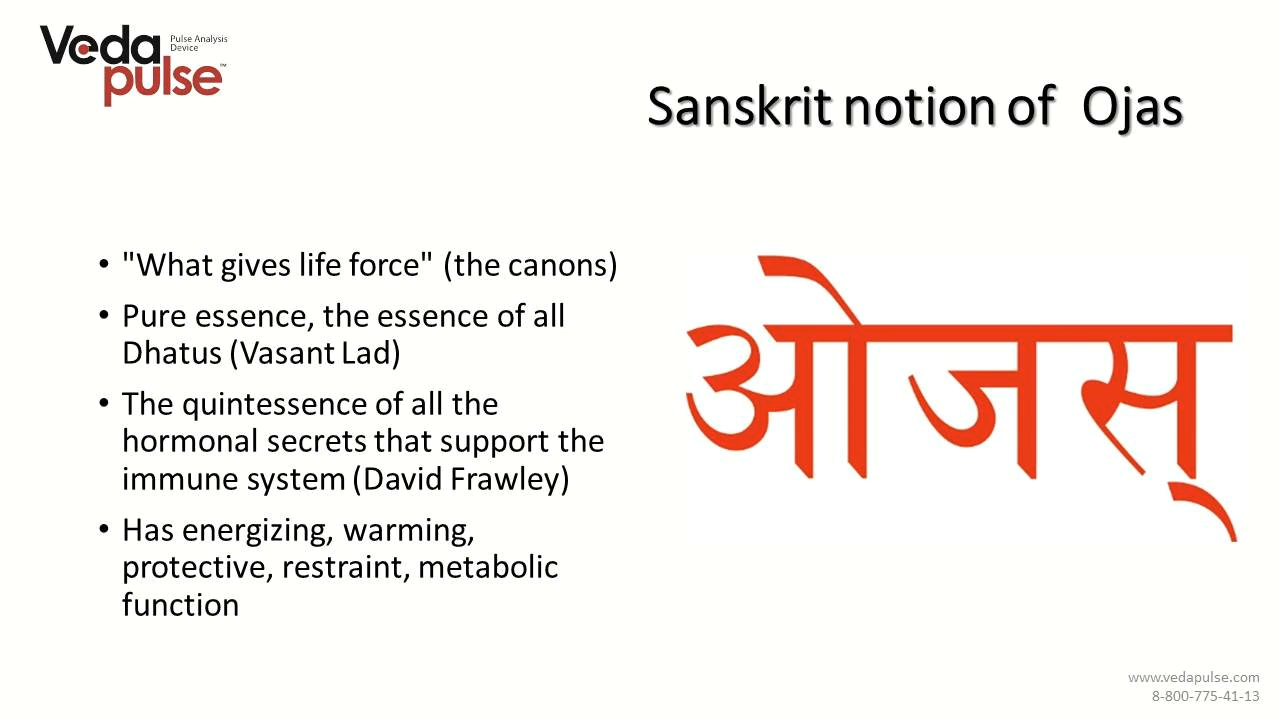 Veda
pulse™
Pulse Analysis
Device
Sanskrit notion of Ojas
• "What gives life force" (the canons)
• Pure essence, the essence of all
Dhatus (Vasant Lad)
• The quintessence of all the
hormonal secrets that support the
immune system (David Frawley)
• Has energizing, warming,
protective, restraint, metabolic
function
ओजस्
www.vedapulse.com
8-800-775-41-13